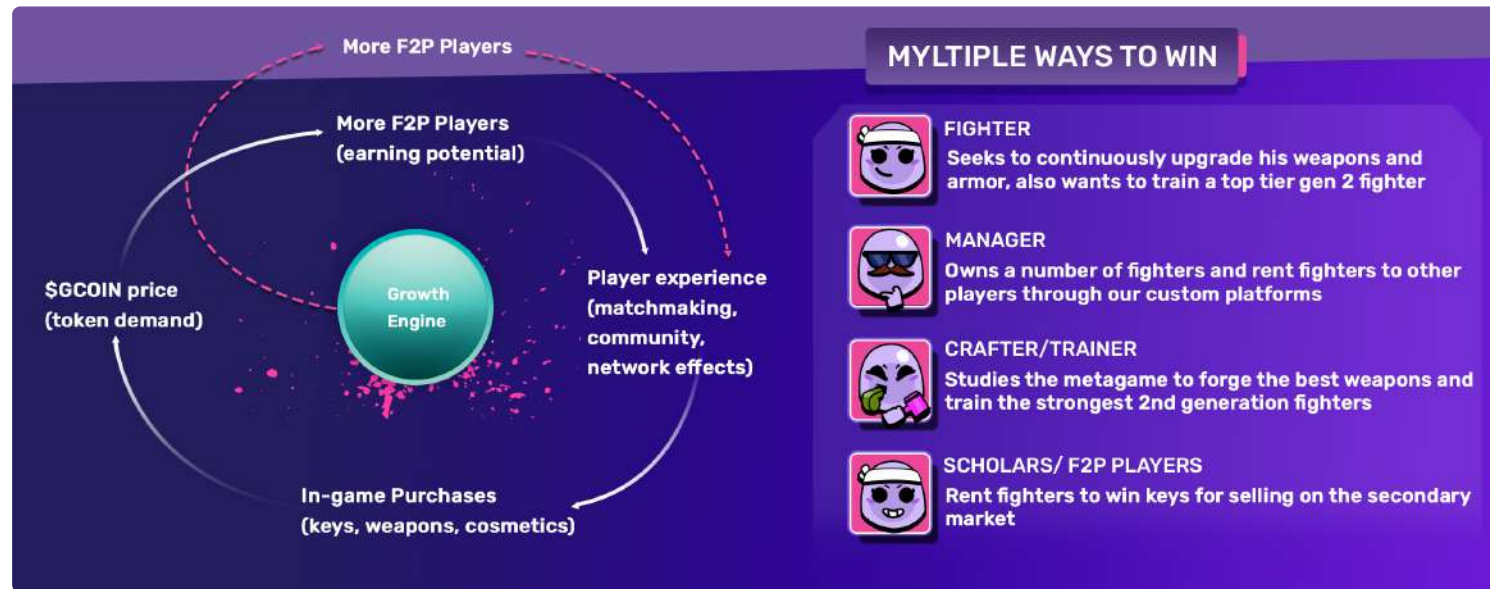 More F2P Players
More F2P Players
(earning potential)
Growth
Engine
$GCOIN price
(token demand)
Player experience
(matchmaking,
community,
network effects)
In-game Purchases
(keys, weapons, cosmetics)
MYLTIPLE WAYS TO WIN
FIGHTER
Seeks to continuously upgrade his weapons and
armor, also wants to train a top tier gen 2 fighter
MANAGER
Owns a number of fighters and rent fighters to other
players through our custom platforms
CRAFTER/TRAINER
Studies the metagame to forge the best weapons and
train the strongest 2nd generation fighters
SCHOLARS/ F2P PLAYERS
Rent fighters to win keys for selling on the secondary
market